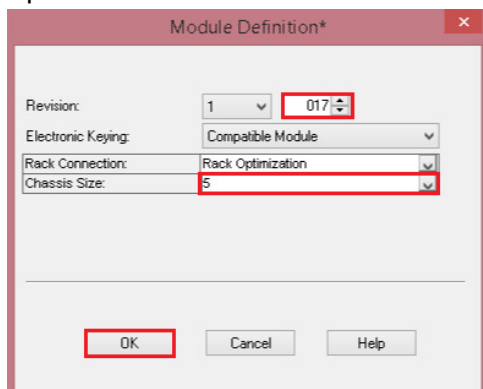 Module Definition*
Revision: 1 017
Electronic Keying: Compatible Module
Rack Connection: Rack Optimization
Chassis Size: 5
OK Cancel Help